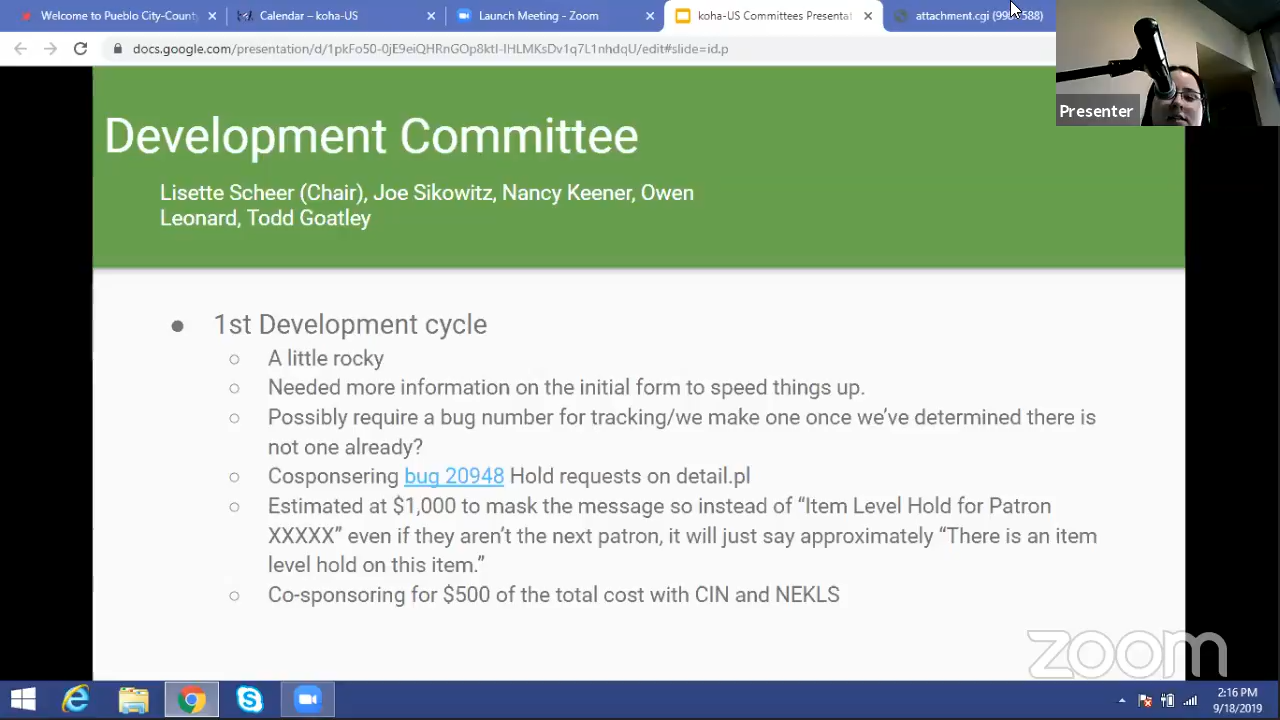 Welcome to Pueblo City-Count
Calendar – koha-US
Launch Meeting - Zoom
koha-US Committees Presentat
attachment.cgi (990×588)
docs.google.com/presentation/d/1pkFo50-0jE9eiQHRnGOp8ktI-IHLMKsDv1q7L1nhdqU/edit#slide=id.p
Presenter
Development Committee
Lisette Scheer (Chair), Joe Sikowitz, Nancy Keener, Owen
Leonard, Todd Goatley
1st Development cycle
A little rocky
Needed more information on the initial form to speed things up.
Possibly require a bug number for tracking/we make one once we’ve determined there is
not one already?
Cosponsering bug 20948 Hold requests on detail.pl
Estimated at $1,000 to mask the message so instead of “Item Level Hold for Patron
XXXXX” even if they aren’t the next patron, it will just say approximately “There is an item
level hold on this item.”
Co-sponsoring for $500 of the total cost with CIN and NEKLS
zoom
2:16 PM
9/18/2019